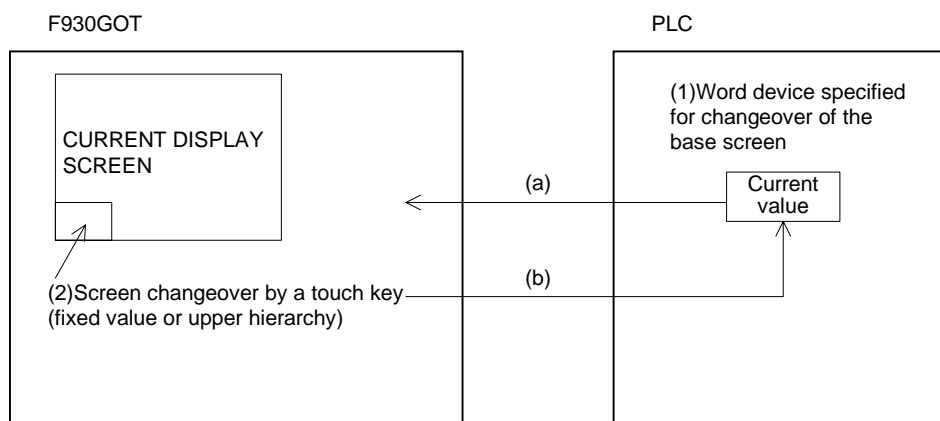 F930GOT
PLC
(1)Word device specified
for changeover of the
base screen
CURRENT DISPLAY
SCREEN
(a)
Current
value
(b)
(2)Screen changeover by a touch key
(fixed value or upper hierarchy)